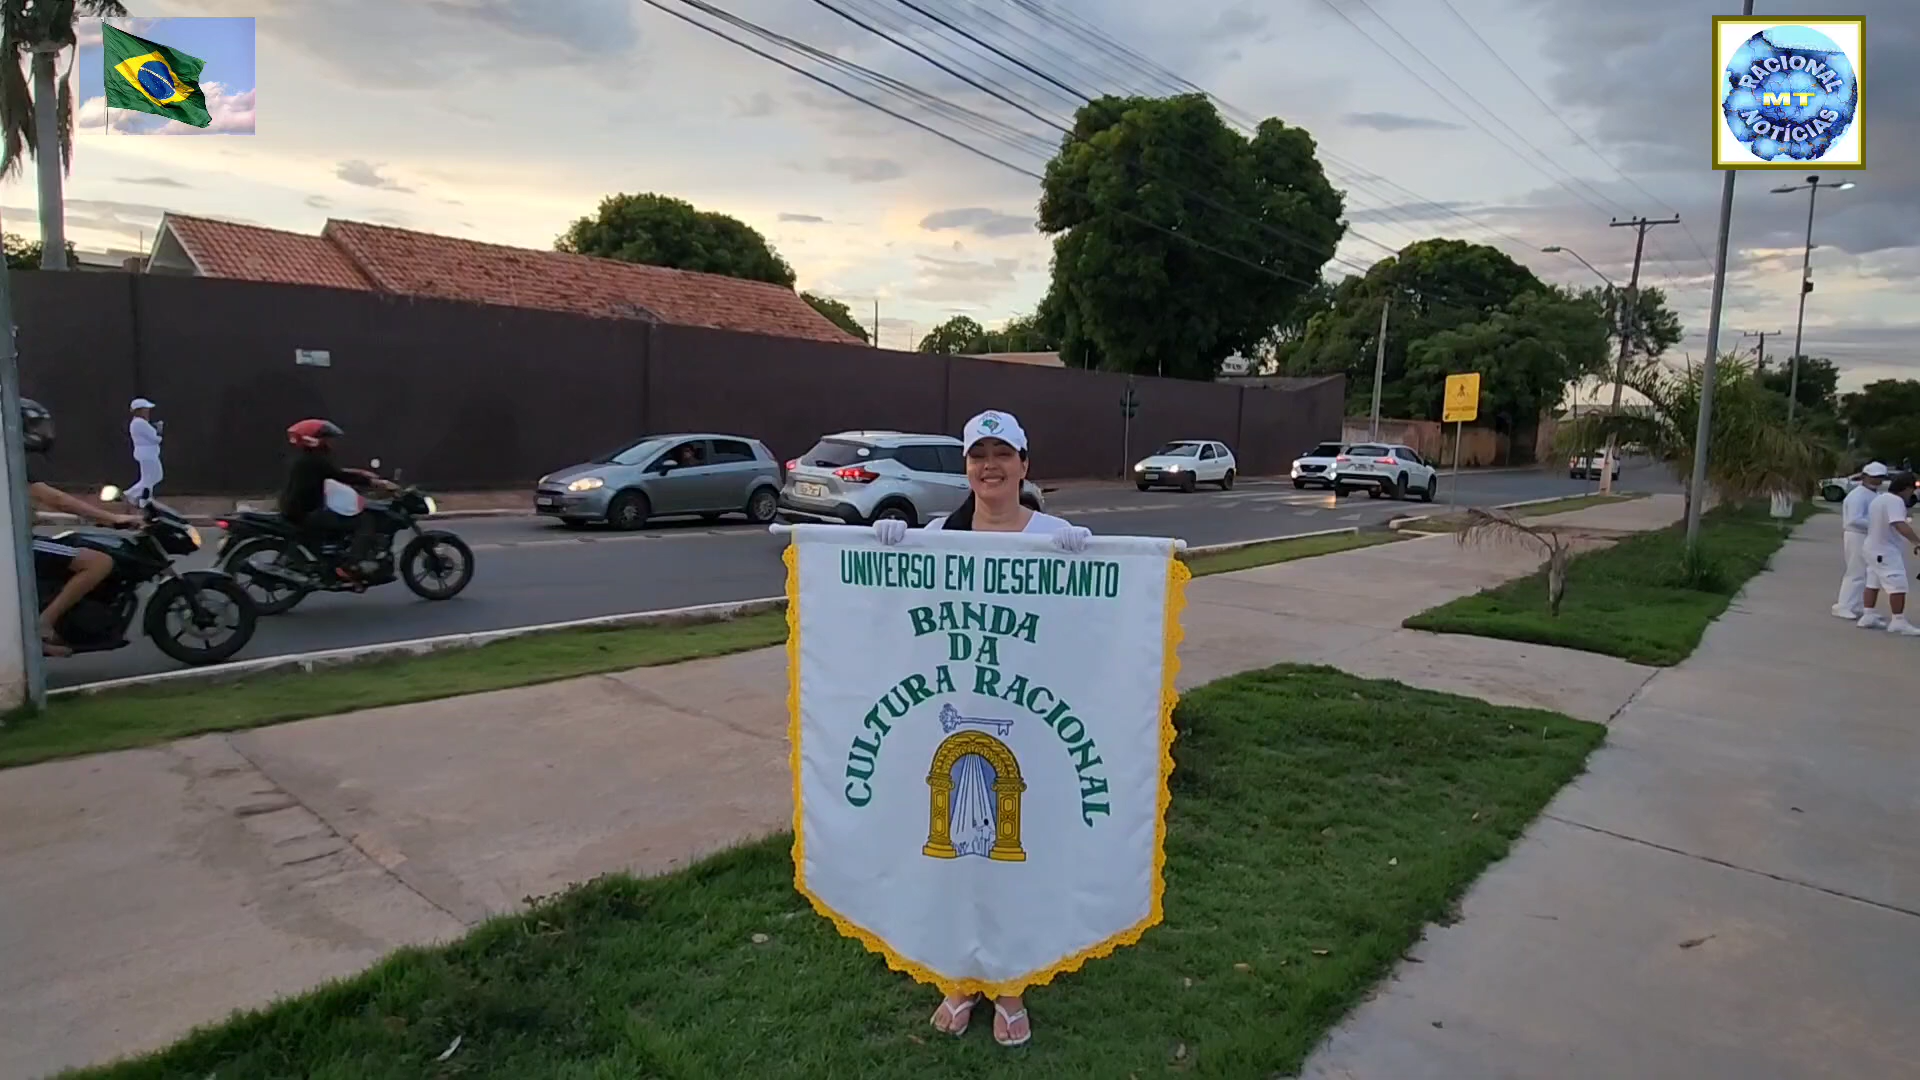 RACIONAL
MT
NOTÍCIAS
UNIVERSO EM DESENCANTO
BANDA
DA
CULTURA RACIONAL